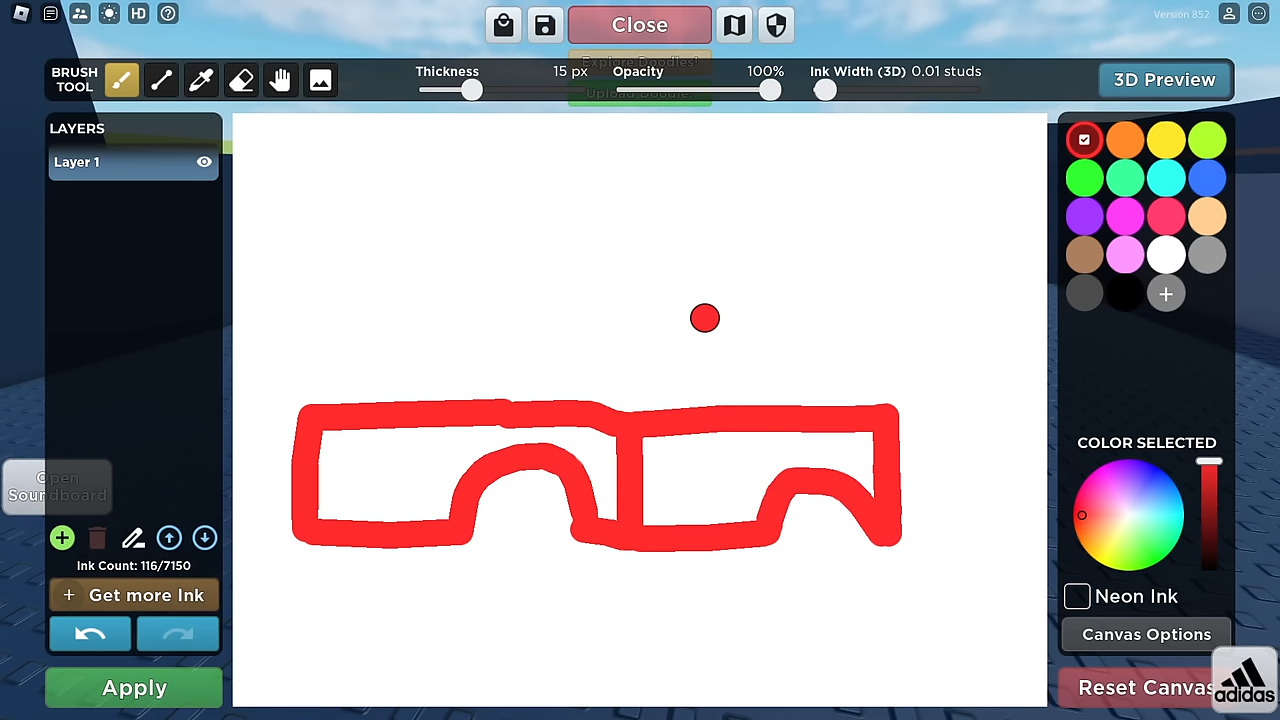 Version 852
HD
Close
Explore Doodles!
Upload Doodle!
BRUSH
TOOL
Thickness
15 px
Opacity
100%
Ink Width (3D) 0.01 studs
3D Preview
LAYERS
Layer 1
Open
Soundboard
Ink Count: 116/7150
+ Get more Ink
Apply
COLOR SELECTED
Neon Ink
Canvas Options
Reset Canvas
adidas